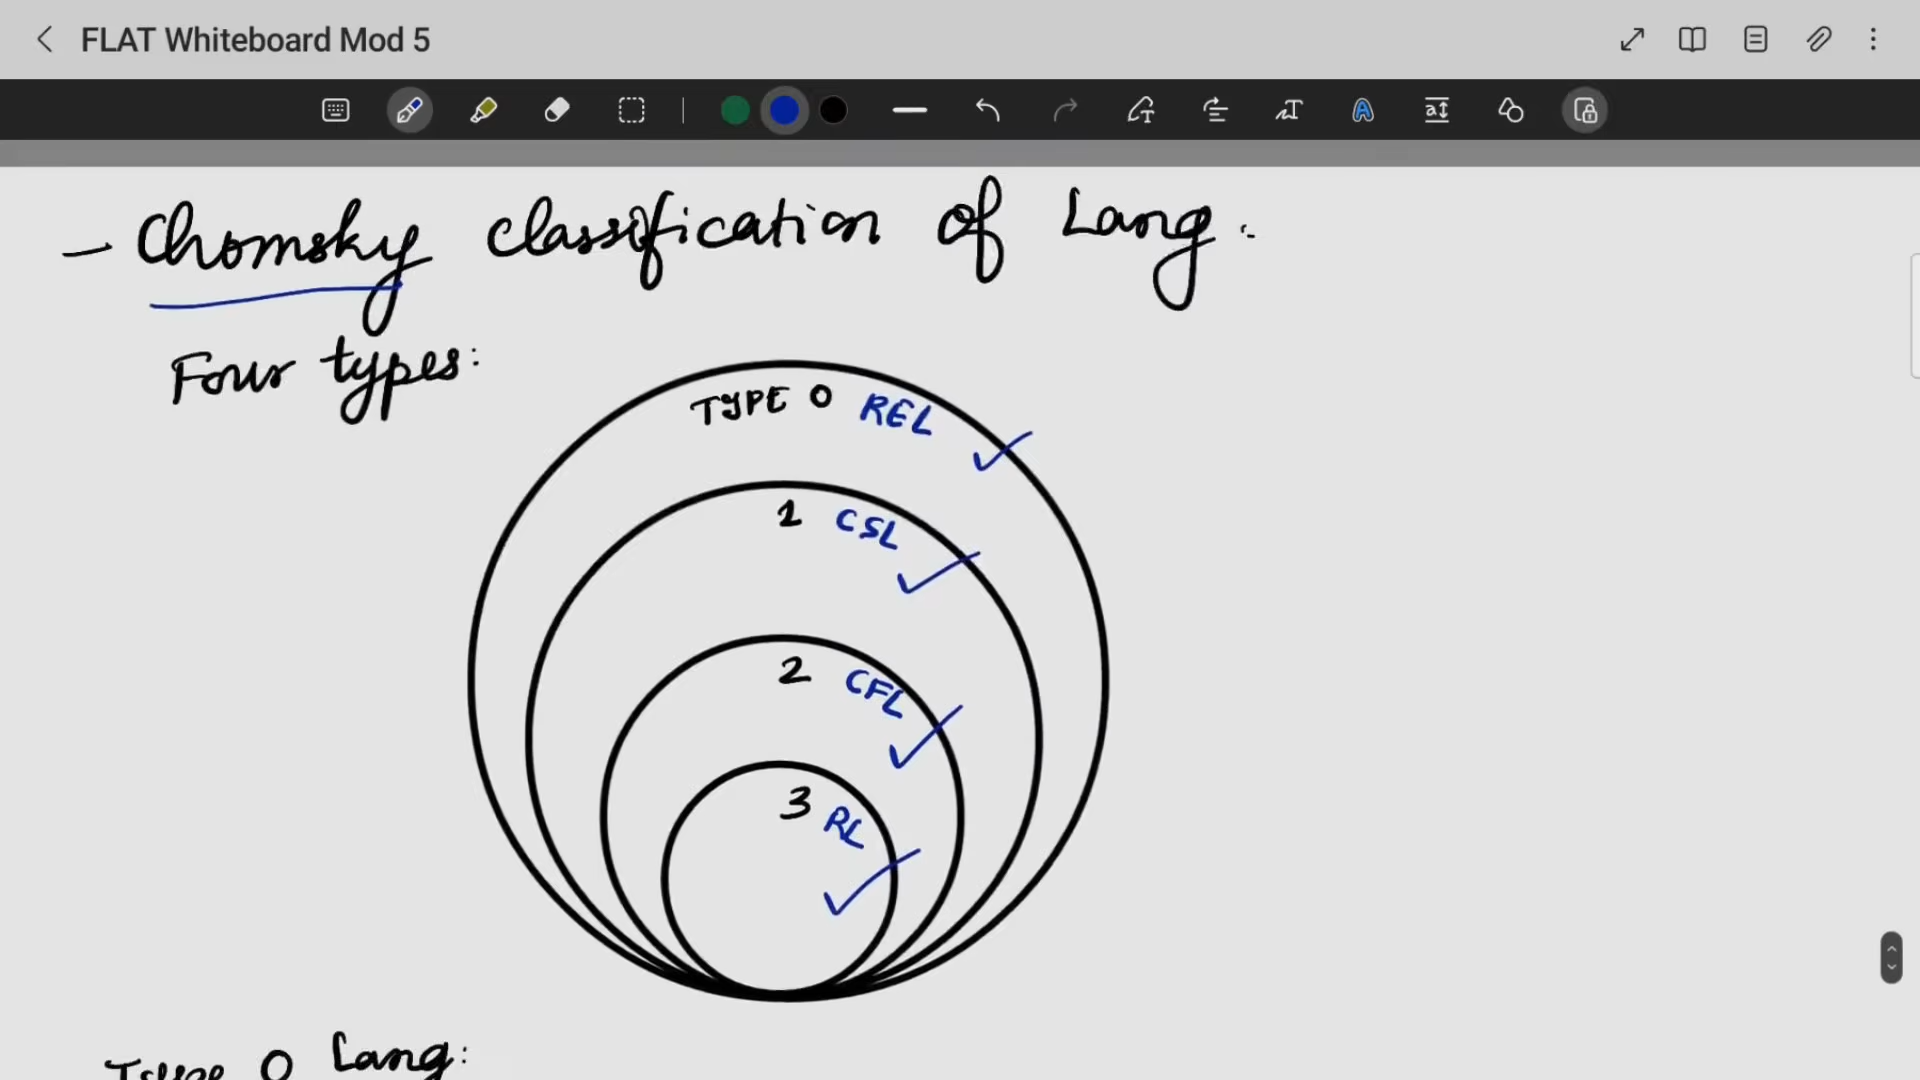 FLAT Whiteboard Mod 5
- Chomsky classification of Lang:
Four types:
TYPE 0 REL
1 CSL
2 CFL
3 RL
Type 0 Lang: